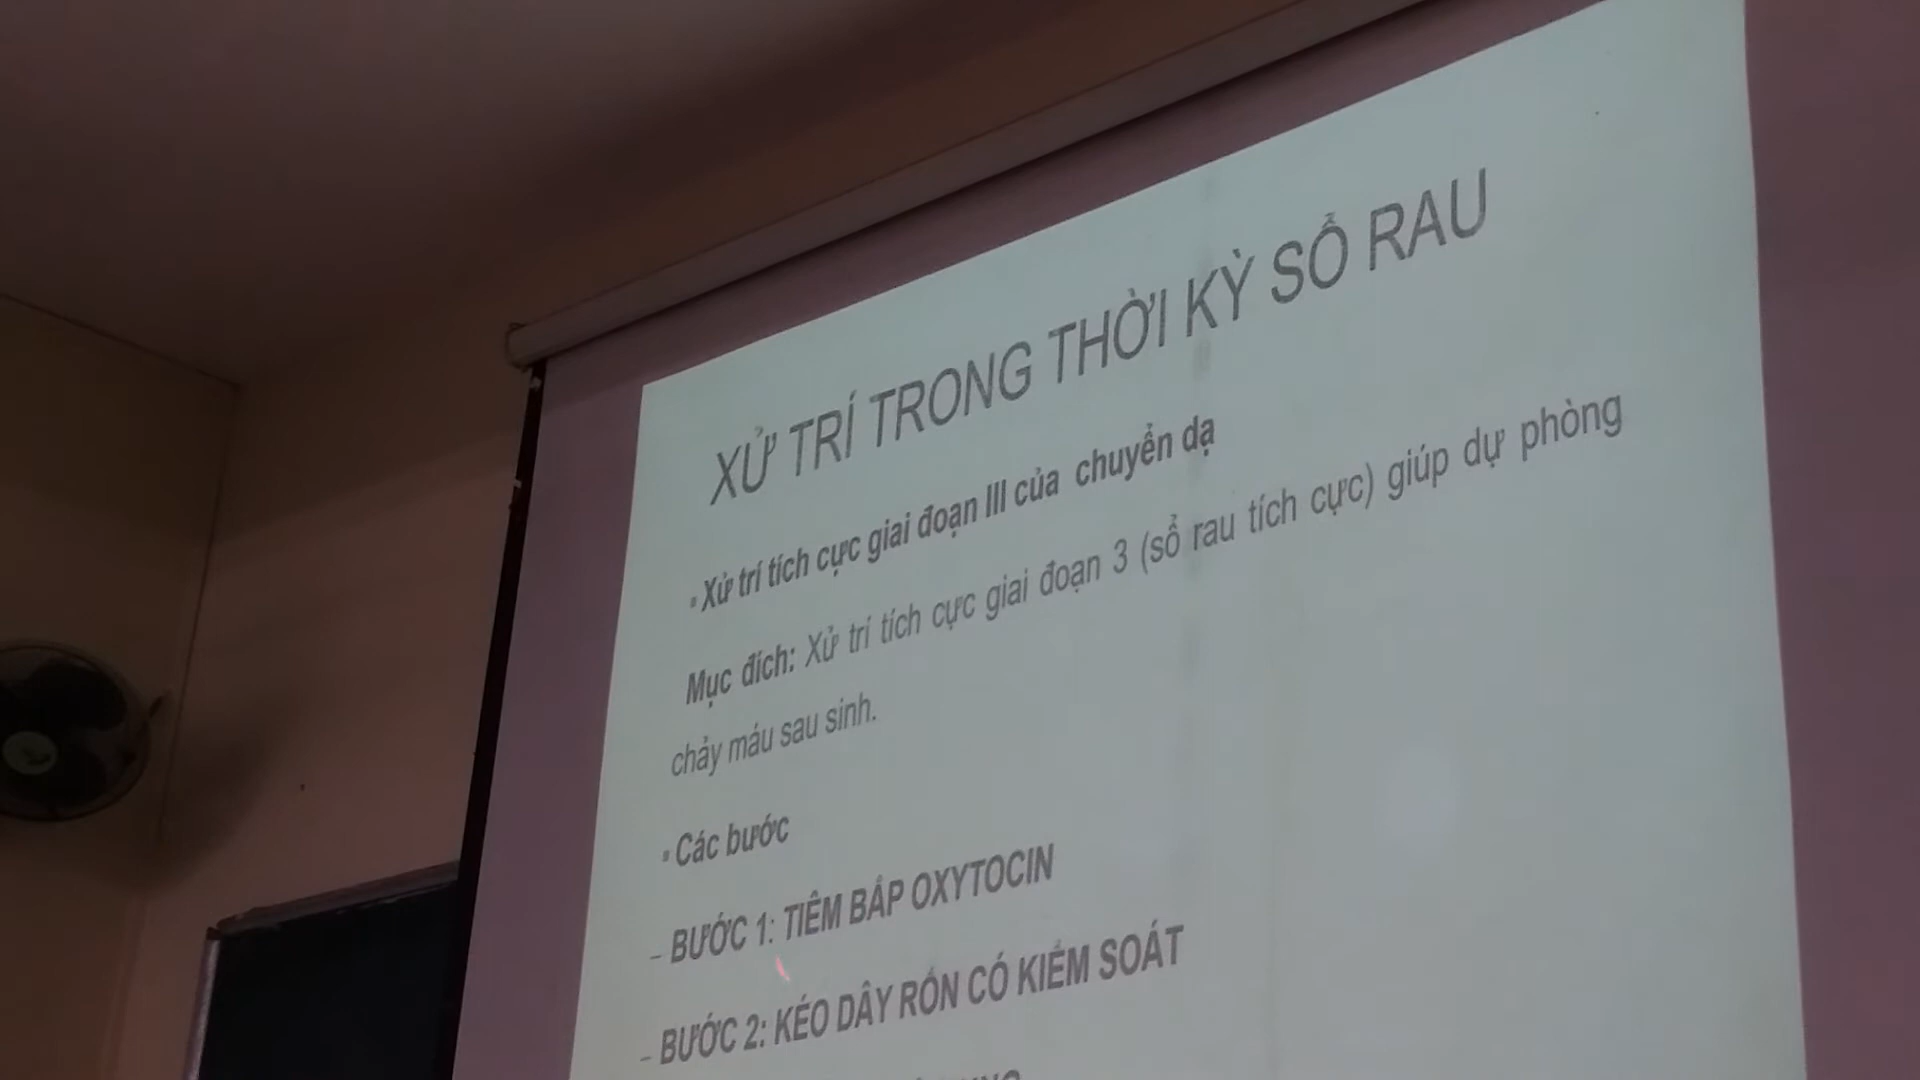 XỬ TRÍ TRONG THỜI KỲ SỔ RAU
▪ Xử trí tích cực giai đoạn III của chuyển dạ
Mục đích: Xử trí tích cực giai đoạn 3 (sổ rau tích cực) giúp dự phòng
chảy máu sau sinh.
▪ Các bước
– BƯỚC 1: TIÊM BẮP OXYTOCIN
– BƯỚC 2: KÉO DÂY RỐN CÓ KIỂM SOÁT